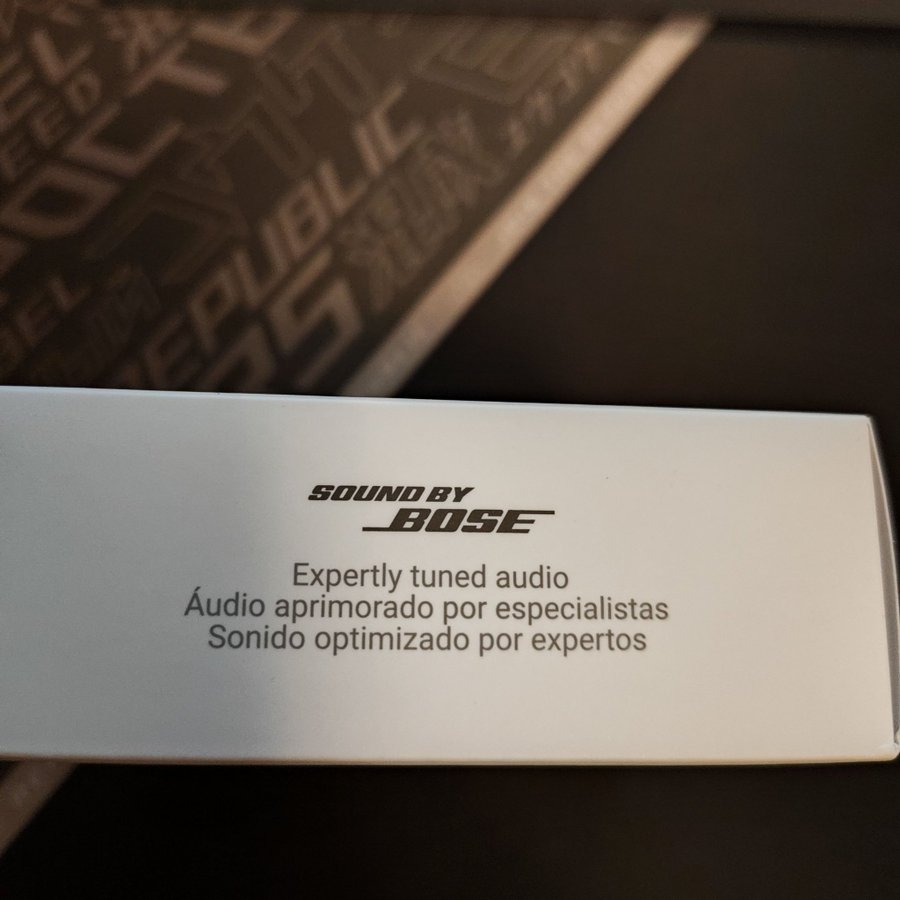 REPUBLIC
SOUND BY
BOSE
Expertly tuned audio
Áudio aprimorado por especialistas
Sonido optimizado por expertos